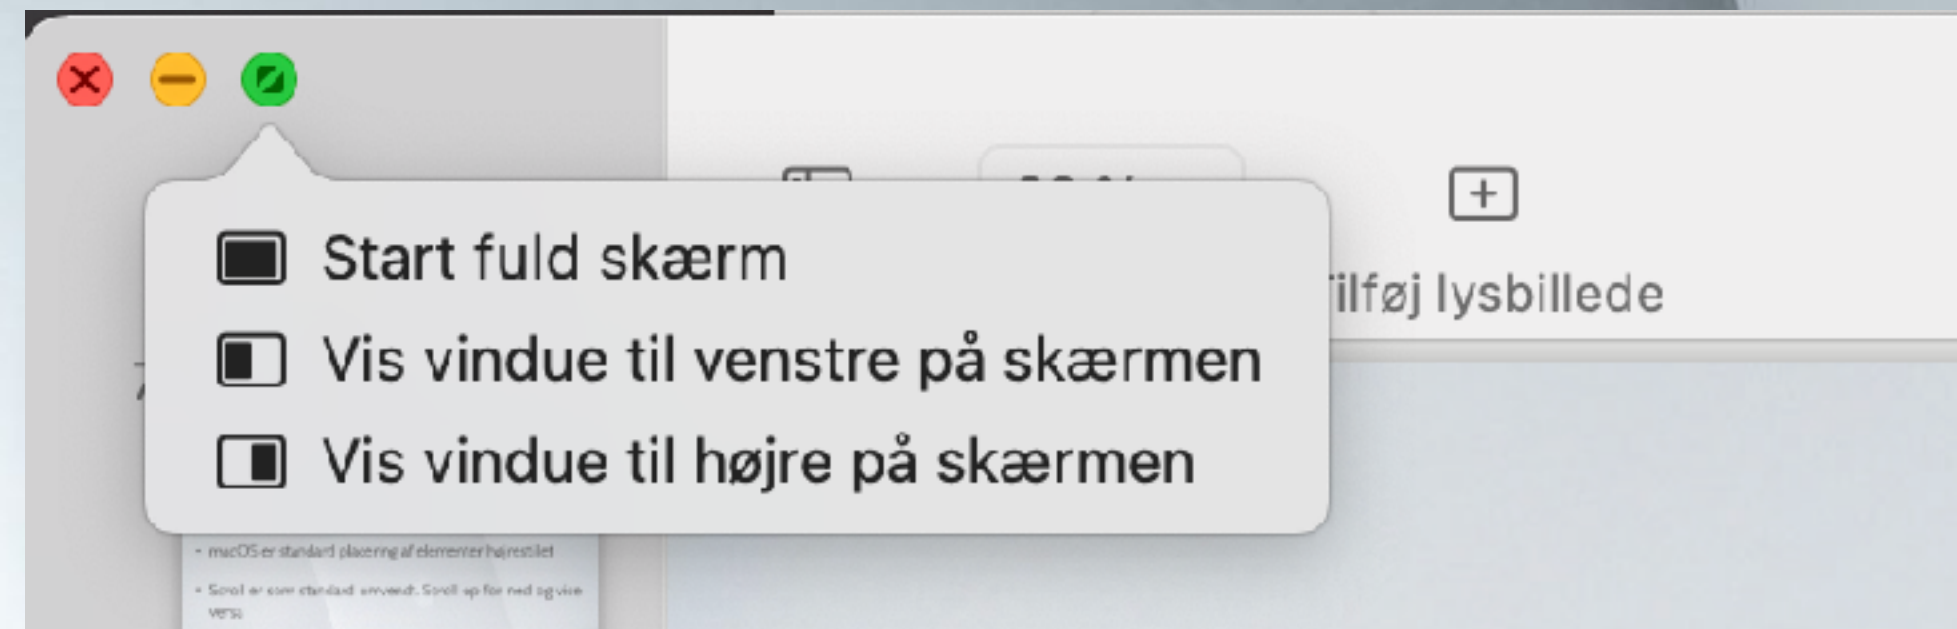 Start fuld skærm
Vis vindue til venstre på skærmen
Vis vindue til højre på skærmen
ilføj lysbillede
• macOS er standard placering af elementer højrestillet
• Scroll er som standard omvendt. Scroll up for ned og vice
versa